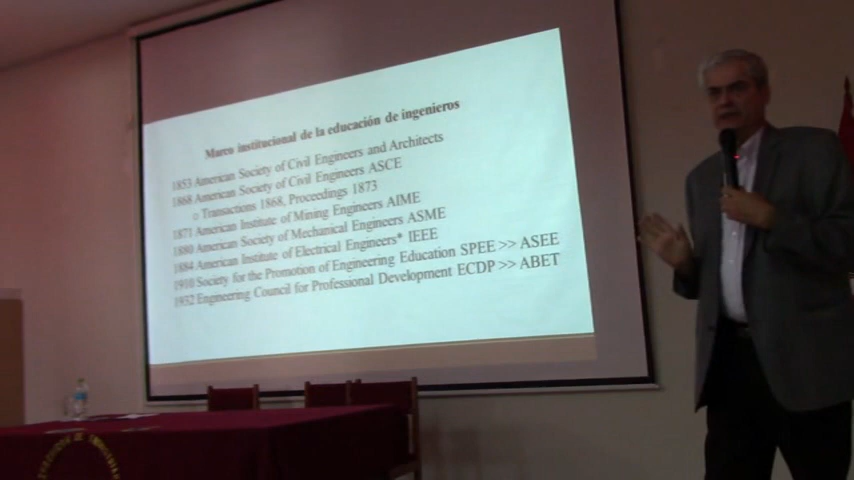 Marco institucional de la educación de ingenieros
1853 American Society of Civil Engineers and Architects
1868 American Society of Civil Engineers ASCE
o Transactions 1868, Proceedings 1873
1871 American Institute of Mining Engineers AIME
1880 American Society of Mechanical Engineers ASME
1884 American Institute of Electrical Engineers* IEEE
1910 Society for the Promotion of Engineering Education SPEE >> ASEE
1932 Engineering Council for Professional Development ECDP >> ABET